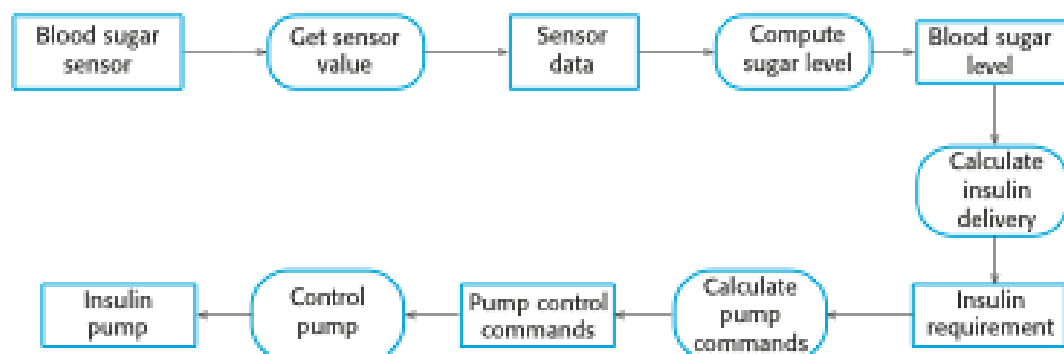 Blood sugar
sensor
Get sensor
value
Sensor
data
Compute
sugar level
Blood sugar
level
Calculate
insulin
delivery
Insulin
requirement
Calculate
pump
commands
Pump control
commands
Control
pump
Insulin
pump